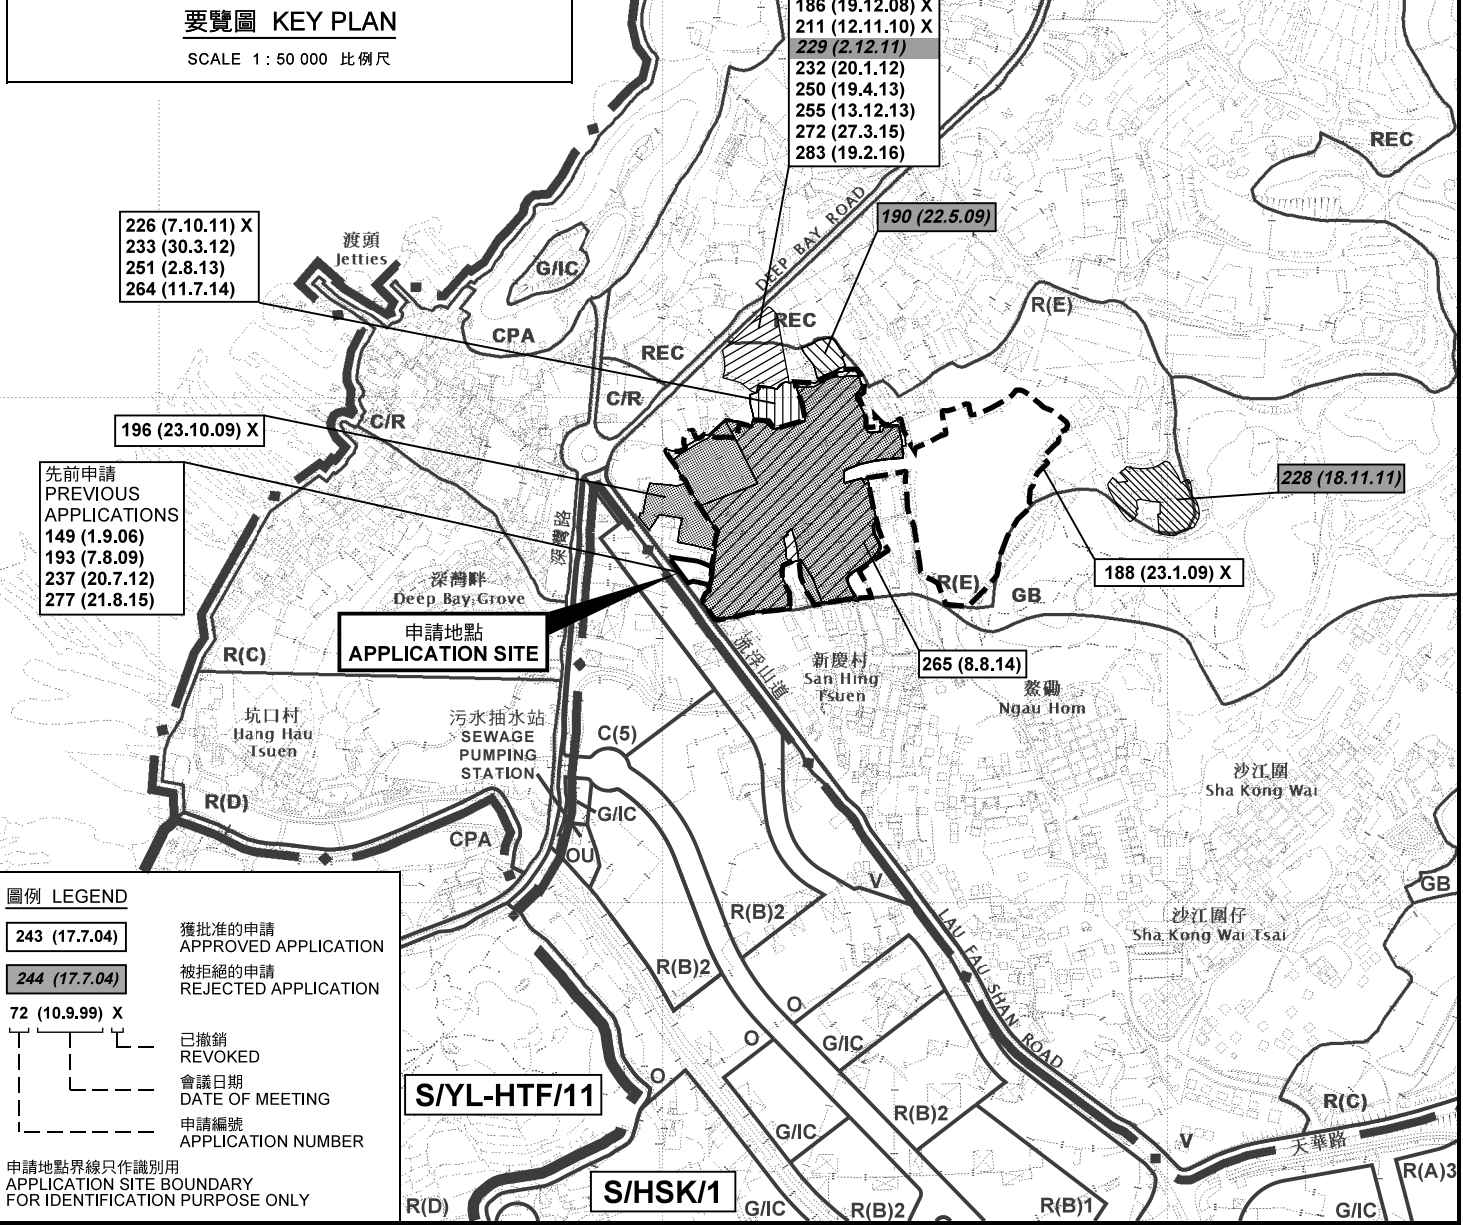 要覽圖 KEY PLAN
SCALE 1 : 50 000 比例尺
186 (19.12.08) X
211 (12.11.10) X
229 (2.12.11)
232 (20.1.12)
250 (19.4.13)
255 (13.12.13)
272 (27.3.15)
283 (19.2.16)
REC
190 (22.5.09)
DEEP BAY ROAD
226 (7.10.11) X
233 (30.3.12)
251 (2.8.13)
264 (11.7.14)
渡頭
Jetties
G/IC
CPA
REC
REC
R(E)
C/R
C/R
196 (23.10.09) X
先前申請
PREVIOUS
APPLICATIONS
149 (1.9.06)
193 (7.8.09)
237 (20.7.12)
277 (21.8.15)
228 (18.11.11)
深灣路
188 (23.1.09) X
深灣畔
Deep Bay Grove
R(E)
GB
申請地點
APPLICATION SITE
R(C)
流浮山道
新慶村
San Hing
Tsuen
265 (8.8.14)
鰲磡
Ngau Hom
坑口村
Hang Hau
Tsuen
污水抽水站
SEWAGE
PUMPING
STATION
C(5)
沙江圍
Sha Kong Wai
R(D)
G/IC
CPA
OU
V
GB
R(B)2
沙江圍仔
Sha Kong Wai Tsai
LAU FAU SHAN ROAD
R(B)2
圖例 LEGEND
243 (17.7.04)
獲批准的申請
APPROVED APPLICATION
244 (17.7.04)
被拒絕的申請
REJECTED APPLICATION
72 (10.9.99) X
已撤銷
REVOKED
會議日期
DATE OF MEETING
申請編號
APPLICATION NUMBER
申請地點界線只作識別用
APPLICATION SITE BOUNDARY
FOR IDENTIFICATION PURPOSE ONLY
O
O
G/IC
O
S/YL-HTF/11
R(B)2
R(C)
G/IC
V
天華路
R(A)3
S/HSK/1
R(D)
G/IC
R(B)2
R(B)1
G/IC